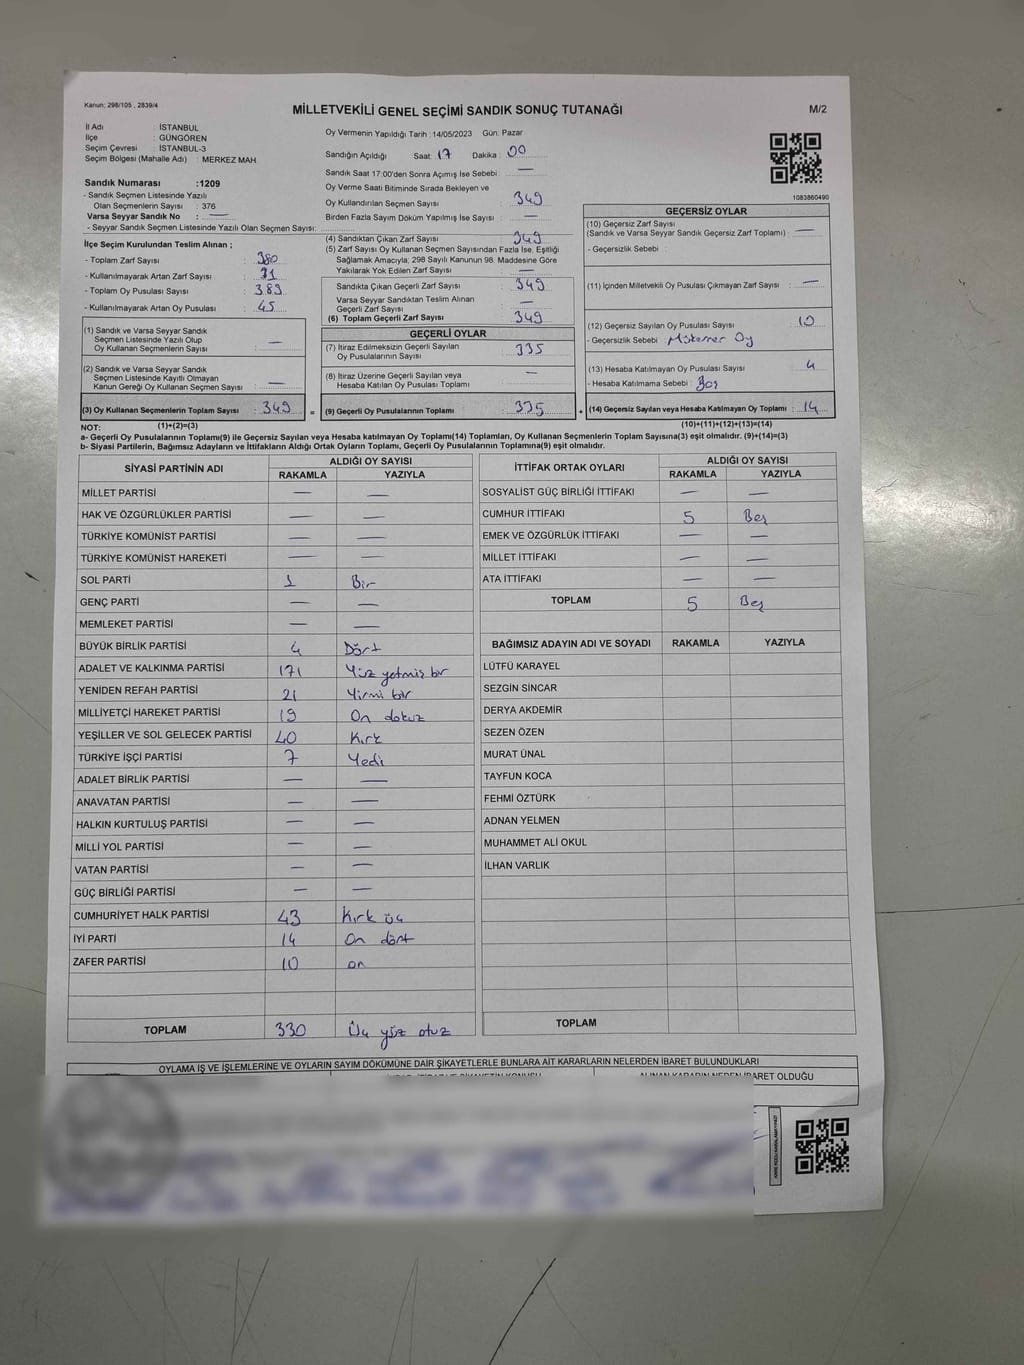 Kanun; 298/105 , 2839/4
MİLLETVEKİLİ GENEL SEÇİMİ SANDIK SONUÇ TUTANAĞI
M/2
İl Adı : İSTANBUL
İlçe : GÜNGÖREN
Seçim Çevresi : İSTANBUL-3
Seçim Bölgesi (Mahalle Adı) : MERKEZ MAH.
Sandık Numarası :1209
- Sandık Seçmen Listesinde Yazılı
Olan Seçmenlerin Sayısı : 376
Varsa Seyyar Sandık No : —
- Seyyar Sandık Seçmen Listesinde Yazılı Olan Seçmen Sayısı:
İlçe Seçim Kurulundan Teslim Alınan ;
- Toplam Zarf Sayısı : 380
- Kullanılmayarak Artan Zarf Sayısı : 31
- Toplam Oy Pusulası Sayısı : 383
- Kullanılmayarak Artan Oy Pusulası : 45
Oy Vermenin Yapıldığı Tarih :14/05/2023 Gün: Pazar
Sandığın Açıldığı Saat: 17 Dakika : 00
Sandık Saat 17:00'den Sonra Açımış İse Sebebi : —
Oy Verme Saati Bitiminde Sırada Bekleyen ve
Oy Kullandırılan Seçmen Sayısı : 349
Birden Fazla Sayım Döküm Yapılmış İse Sayısı : —
(4) Sandıktan Çıkan Zarf Sayısı : 349
(5) Zarf Sayısı Oy Kullanan Seçmen Sayısından Fazla İse, Eşitliği
Sağlamak Amacıyla; 298 Sayılı Kanunun 98. Maddesine Göre
Yakılarak Yok Edilen Zarf Sayısı : —
Sandıkta Çıkan Geçerli Zarf Sayısı : 349
Varsa Seyyar Sandıktan Teslim Alınan
Geçerli Zarf Sayısı : —
(6) Toplam Geçerli Zarf Sayısı : 349
1083860490
GEÇERSİZ OYLAR
(10) Geçersiz Zarf Sayısı
(Sandık ve Varsa Seyyar Sandık Geçersiz Zarf Toplamı) : —
- Geçersizlik Sebebi :
(11) İçinden Milletvekili Oy Pusulası Çıkmayan Zarf Sayısı : —
(12) Geçersiz Sayılan Oy Pusulası Sayısı : 10
- Geçersizlik Sebebi : Mükerrer Oy
(13) Hesaba Katılmayan Oy Pusulası Sayısı : 4
- Hesaba Katılmama Sebebi : Boş
(14) Geçersiz Sayılan veya Hesaba Katılmayan Oy Toplamı : 14
(10)+(11)+(12)+(13)=(14)
(1) Sandık ve Varsa Seyyar Sandık
Seçmen Listesinde Yazılı Olup
Oy Kullanan Seçmenlerin Sayısı : —
(2) Sandık ve Varsa Seyyar Sandık
Seçmen Listesinde Kayıtlı Olmayan
Kanun Gereği Oy Kullanan Seçmen Sayısı : —
(3) Oy Kullanan Seçmenlerin Toplam Sayısı : 349 =
(1)+(2)=(3)
GEÇERLİ OYLAR
(7) İtiraz Edilmeksizin Geçerli Sayılan
Oy Pusulalarının Sayısı : 335
(8) İtiraz Üzerine Geçerli Sayılan veya
Hesaba Katılan Oy Pusulası Toplamı : —
(9) Geçerli Oy Pusulalarının Toplamı : 335 +
NOT:
a- Geçerli Oy Pusulaları Toplamı(9) ile Geçersiz Sayılan veya Hesaba katılmayan Oy Toplamı(14) Toplamları, Oy Kullanan Seçmenlerin Toplam Sayısına(3) eşit olmalıdır. (9)+(14)=(3)
b- Siyasi Partilerin, Bağımsız Adayların ve İttifakların Aldığı Ortak Oyların Toplamı, Geçerli Oy Pusulalarının Toplamına(9) eşit olmalıdır.
SİYASİ PARTİNİN ADI ALDIĞI OY SAYISI
RAKAMLA YAZIYLA
MİLLET PARTİSİ — —
HAK VE ÖZGÜRLÜKLER PARTİSİ — —
TÜRKİYE KOMÜNİST PARTİSİ — —
TÜRKİYE KOMÜNİST HAREKETİ — —
SOL PARTİ 1 Bir
GENÇ PARTİ — —
MEMLEKET PARTİSİ — —
BÜYÜK BİRLİK PARTİSİ 4 Dört
ADALET VE KALKINMA PARTİSİ 171 Yüz yetmiş bir
YENİDEN REFAH PARTİSİ 21 Yirmi bir
MİLLİYETÇİ HAREKET PARTİSİ 19 On dokuz
YEŞİLLER VE SOL GELECEK PARTİSİ 40 Kırk
TÜRKİYE İŞÇİ PARTİSİ 7 Yedi
ADALET BİRLİK PARTİSİ — —
ANAVATAN PARTİSİ — —
HALKIN KURTULUŞ PARTİSİ — —
MİLLİ YOL PARTİSİ — —
VATAN PARTİSİ — —
GÜÇ BİRLİĞİ PARTİSİ — —
CUMHURİYET HALK PARTİSİ 43 Kırk üç
İYİ PARTİ 14 On dört
ZAFER PARTİSİ 10 on
TOPLAM 330 Üç yüz otuz
İTTİFAK ORTAK OYLARI ALDIĞI OY SAYISI
RAKAMLA YAZIYLA
SOSYALİST GÜÇ BİRLİĞİ İTTİFAKI — —
CUMHUR İTTİFAKI 5 Beş
EMEK VE ÖZGÜRLÜK İTTİFAKI — —
MİLLET İTTİFAKI — —
ATA İTTİFAKI — —
TOPLAM 5 Beş
BAĞIMSIZ ADAYIN ADI VE SOYADI RAKAMLA YAZIYLA
LÜTFÜ KARAYEL
SEZGİN SİNCAR
DERYA AKDEMİR
SEZEN ÖZEN
MURAT ÜNAL
TAYFUN KOCA
FEHMİ ÖZTÜRK
ADNAN YELMEN
MUHAMMET ALİ OKUL
İLHAN VARLIK
TOPLAM
OYLAMA İŞ VE İŞLEMLERİNE VE OYLARIN SAYIM DÖKÜMÜNE DAİR ŞİKAYETLERLE BUNLARA AİT KARARLARIN NELERDEN İBARET BULUNDUKLARI
ALINAN KARARIN NEDEN İBARET OLDUĞU